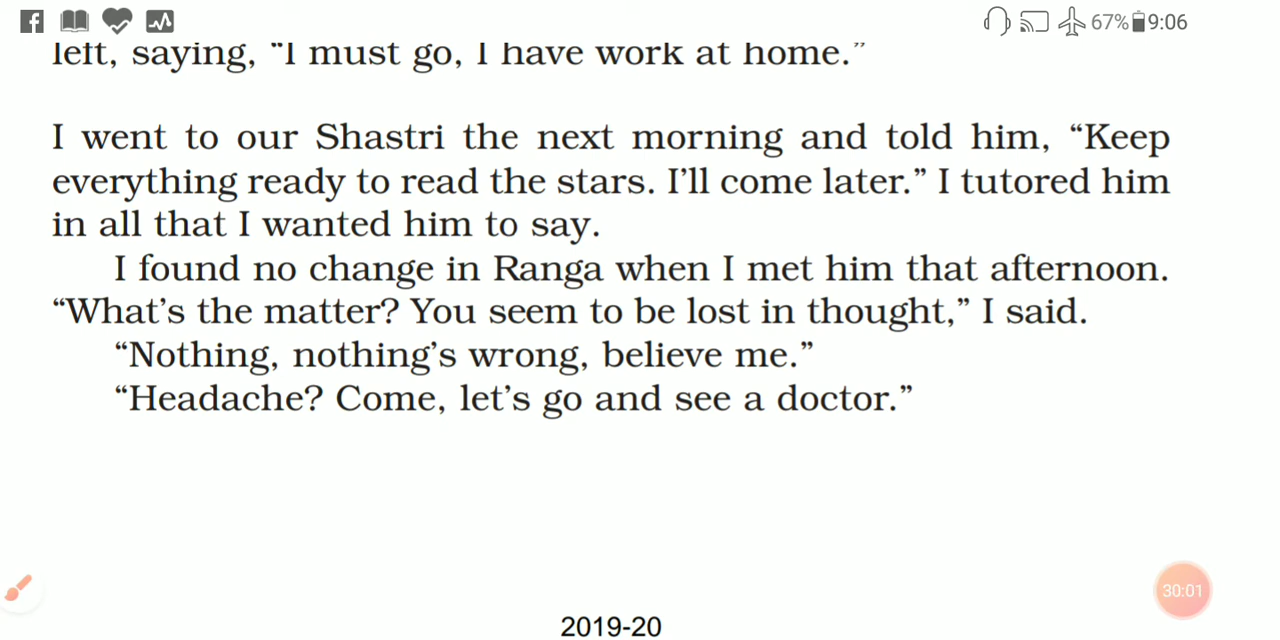 67% 9:06
left, saying, “I must go, I have work at home.”
I went to our Shastri the next morning and told him, “Keep
everything ready to read the stars. I’ll come later.” I tutored him
in all that I wanted him to say.
I found no change in Ranga when I met him that afternoon.
“What’s the matter? You seem to be lost in thought,” I said.
“Nothing, nothing’s wrong, believe me.”
“Headache? Come, let’s go and see a doctor.”
30:01
2019-20